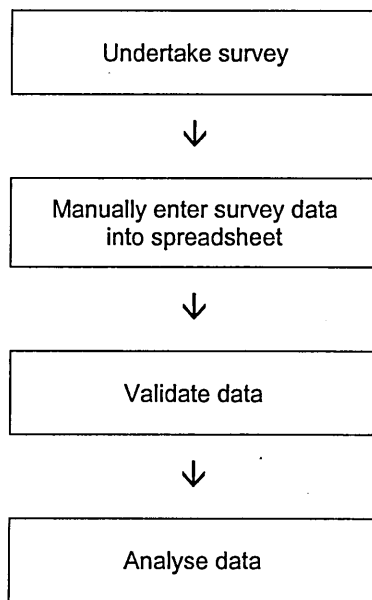 Undertake survey
Manually enter survey data
into spreadsheet
Validate data
Analyse data